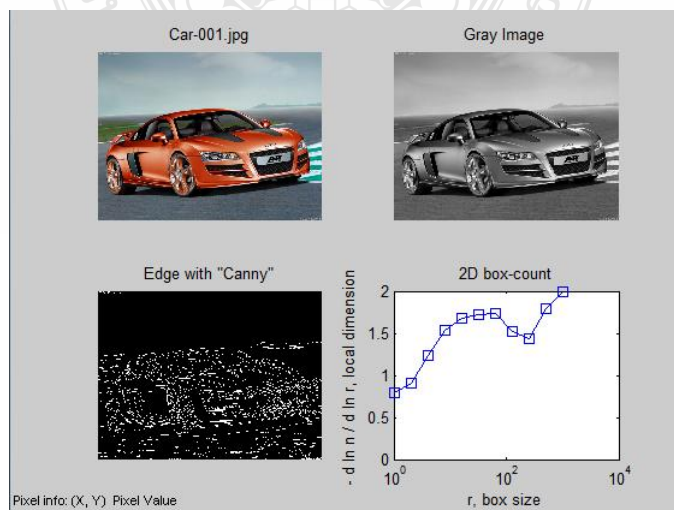 Car-001.jpg
Gray Image
Edge with "Canny"
2D box-count
- d ln n / d ln r, local dimension
2
1.5
1
0.5
0
10^0
10^2
10^4
r, box size
Pixel info: (X, Y) Pixel Value